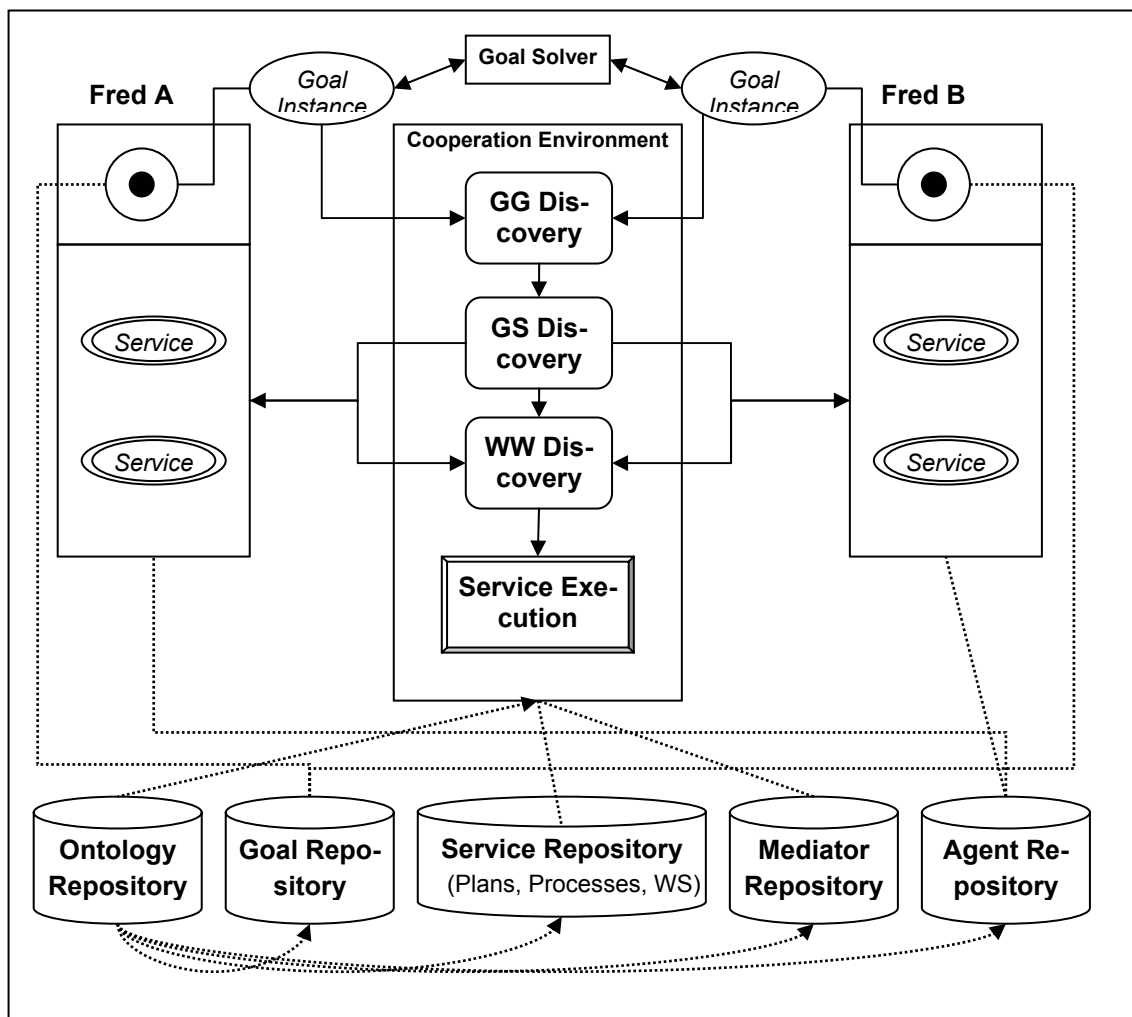 Goal Solver
Goal
Instance
Goal
Instance
Fred A
Fred B
Cooperation Environment
GG Dis-
covery
GS Dis-
covery
WW Dis-
covery
Service Exe-
cution
Service
Service
Service
Service
Ontology
Repository
Goal Repo-
sitory
Service Repository
(Plans, Processes, WS)
Mediator
Repository
Agent Re-
pository